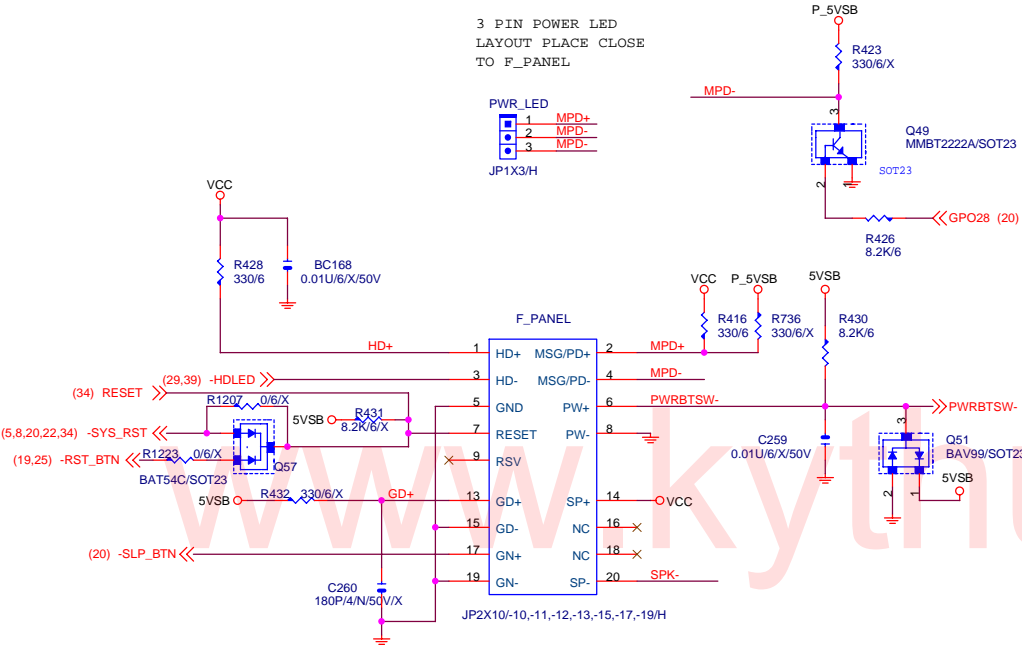 3 PIN POWER LED
LAYOUT PLACE CLOSE
TO F_PANEL
P_5VSB
R423
330/6/X
MPD-
3
Q49
MMBT2222A/SOT23
SOT23
2
1
GPO28 (20)
R426
8.2K/6
PWR_LED
1 MPD+
2 MPD-
3 MPD-
JP1X3/H
VCC
R428
330/6
BC168
0.01U/6/X/50V
VCC P_5VSB 5VSB
R416
330/6
R736
330/6/X
R430
8.2K/6
F_PANEL
HD+ 1 HD+ MSG/PD+ 2 MPD+
(29,39) -HDLED 3 HD- MSG/PD- 4 MPD-
(34) RESET
R1207 0/6/X
5VSB R431
8.2K/6/X
5 GND PW+ 6 PWRBTSW- PWRBTSW-
(5,8,20,22,34) -SYS_RST 7 RESET PW- 8
(19,25) -RST_BTN R1223 0/6/X 9 RSV
Q57
BAT54C/SOT23
5VSB R432 330/6/X GD+ 13 GD+ SP+ 14 VCC
15 GD- NC 16
(20) -SLP_BTN 17 GN+ NC 18
19 GN- SP- 20 SPK-
C260
180P/4/N/50V/X
JP2X10/-10,-11,-12,-13,-15,-17,-19/H
C259
0.01U/6/X/50V
3
Q51
BAV99/SOT23
5VSB
2
1
www.kythu